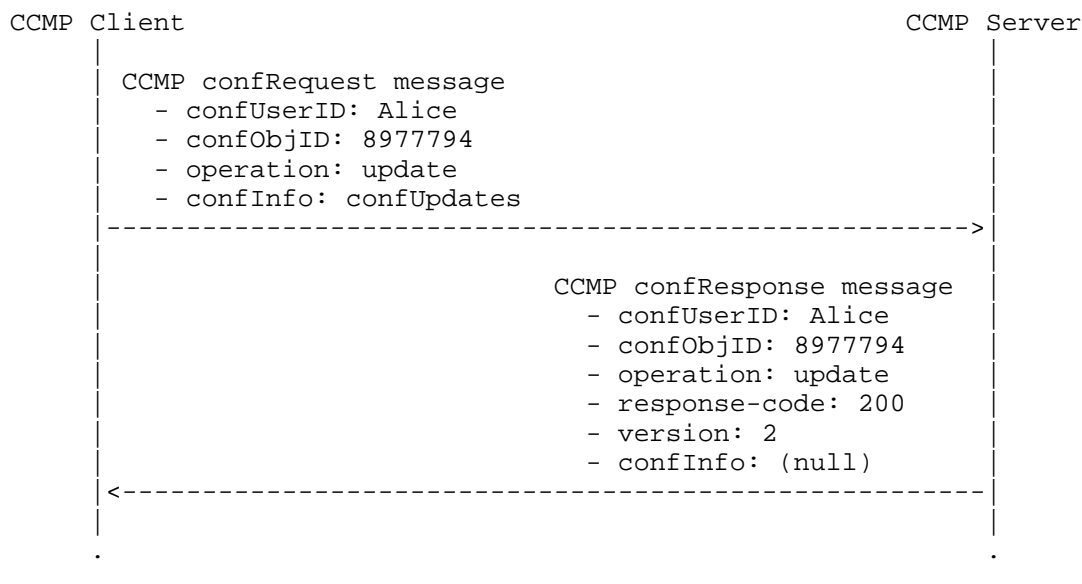 CCMP Client CCMP Server
CCMP confRequest message
- confUserID: Alice
- confObjID: 8977794
- operation: update
- confInfo: confUpdates
CCMP confResponse message
- confUserID: Alice
- confObjID: 8977794
- operation: update
- response-code: 200
- version: 2
- confInfo: (null)